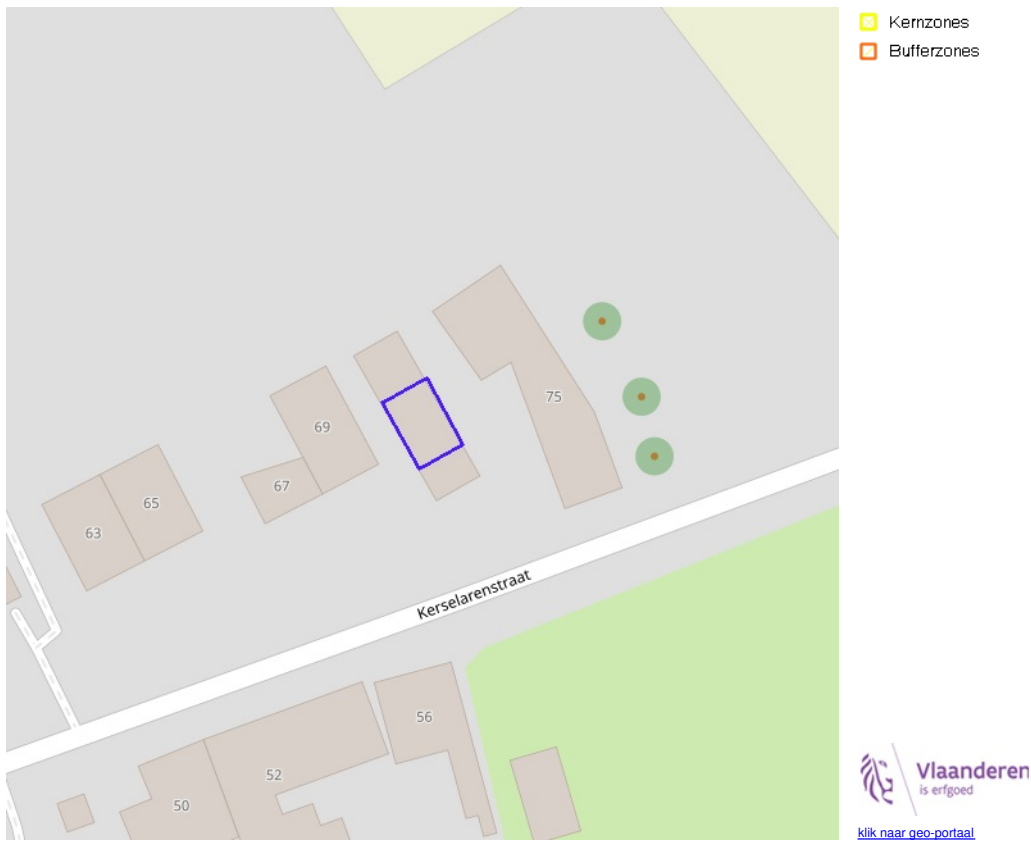 Kernzones
Bufferzones
75
69
67
65
63
Kerselarenstraat
56
52
50
Vlaanderen
is erfgoed
klik naar geo-portaal